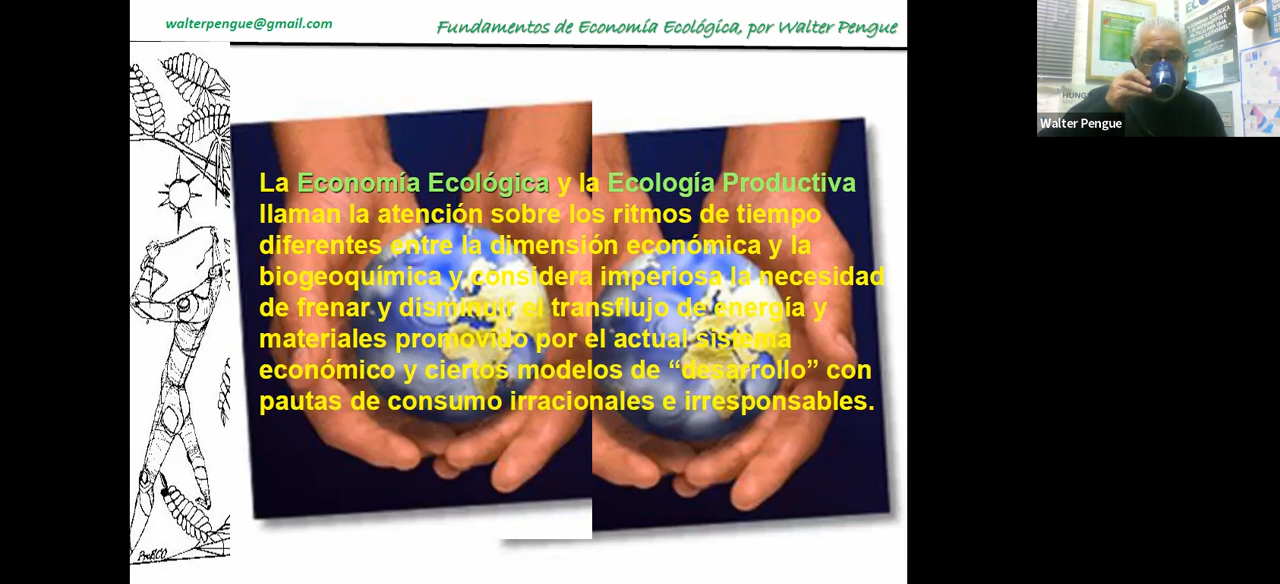 walterpengue@gmail.com
Fundamentos de Economía Ecológica, por Walter Pengue
La Economía Ecológica y la Ecología Productiva
llaman la atención sobre los ritmos de tiempo
diferentes entre la dimensión económica y la
biogeoquímica y considera imperiosa la necesidad
de frenar y disminuir el transflujo de energía y
materiales promovido por el actual sistema
económico y ciertos modelos de “desarrollo” con
pautas de consumo irracionales e irresponsables.
Walter Pengue